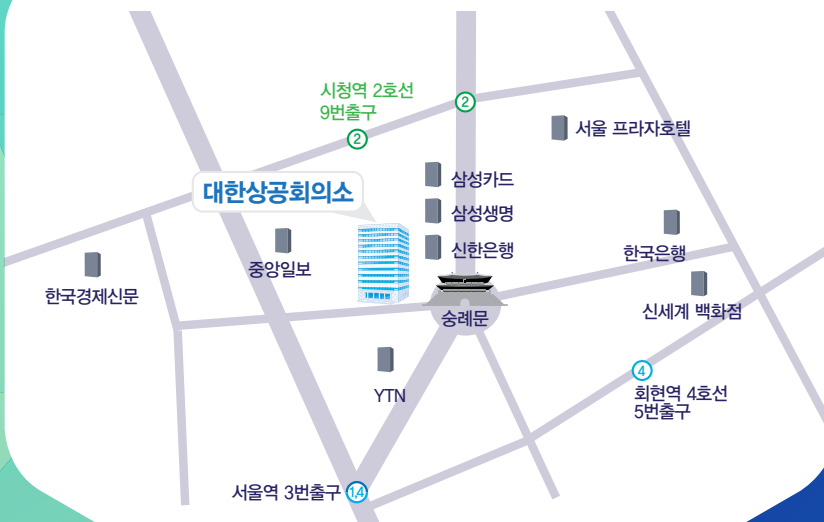 시청역 2호선
9번출구
2
2
서울 프라자호텔
대한상공회의소
삼성카드
삼성생명
신한은행
중앙일보
한국은행
한국경제신문
신세계 백화점
숭례문
YTN
4
회현역 4호선
5번출구
서울역 3번출구 1,4